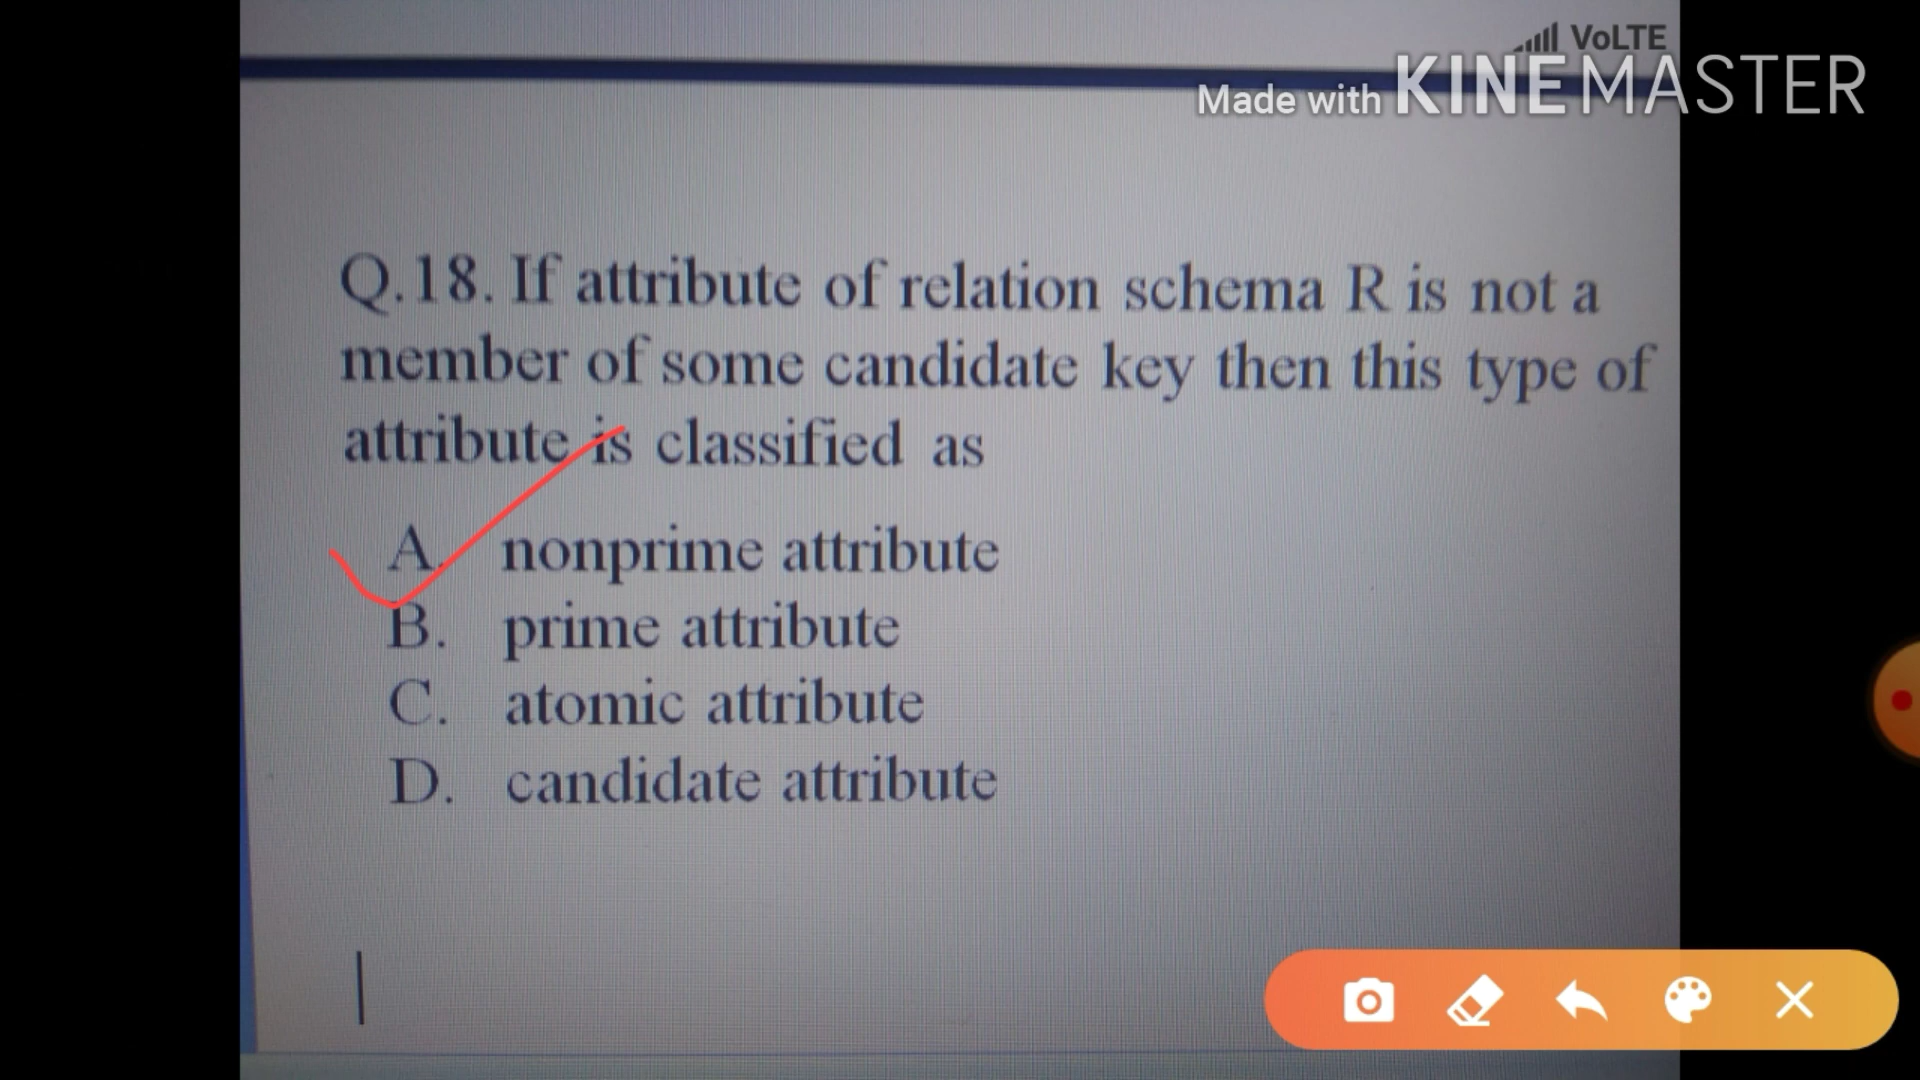 VoLTE
Made with KINEMASTER
Q.18. If attribute of relation schema R is not a
member of some candidate key then this type of
attribute is classified as
A. nonprime attribute
B. prime attribute
C. atomic attribute
D. candidate attribute